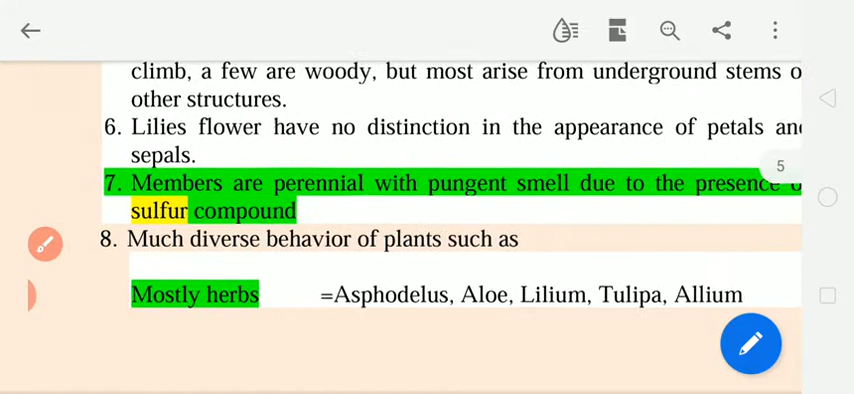 climb, a few are woody, but most arise from underground stems o
other structures.
6. Lilies flower have no distinction in the appearance of petals an
sepals.
5
7. Members are perennial with pungent smell due to the presence
sulfur compound
8. Much diverse behavior of plants such as
Mostly herbs =Asphodelus, Aloe, Lilium, Tulipa, Allium